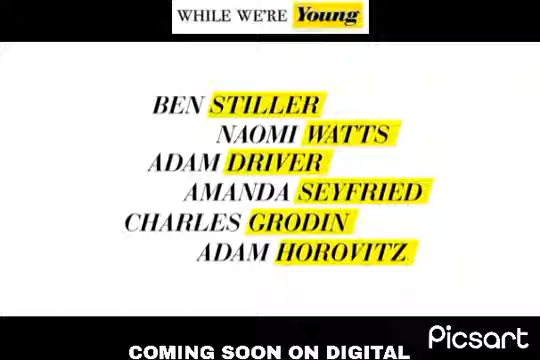 WHILE WE'RE Young
BEN STILLER
NAOMI WATTS
ADAM DRIVER
AMANDA SEYFRIED
CHARLES GRODIN
ADAM HOROVITZ
Picsart
COMING SOON ON DIGITAL